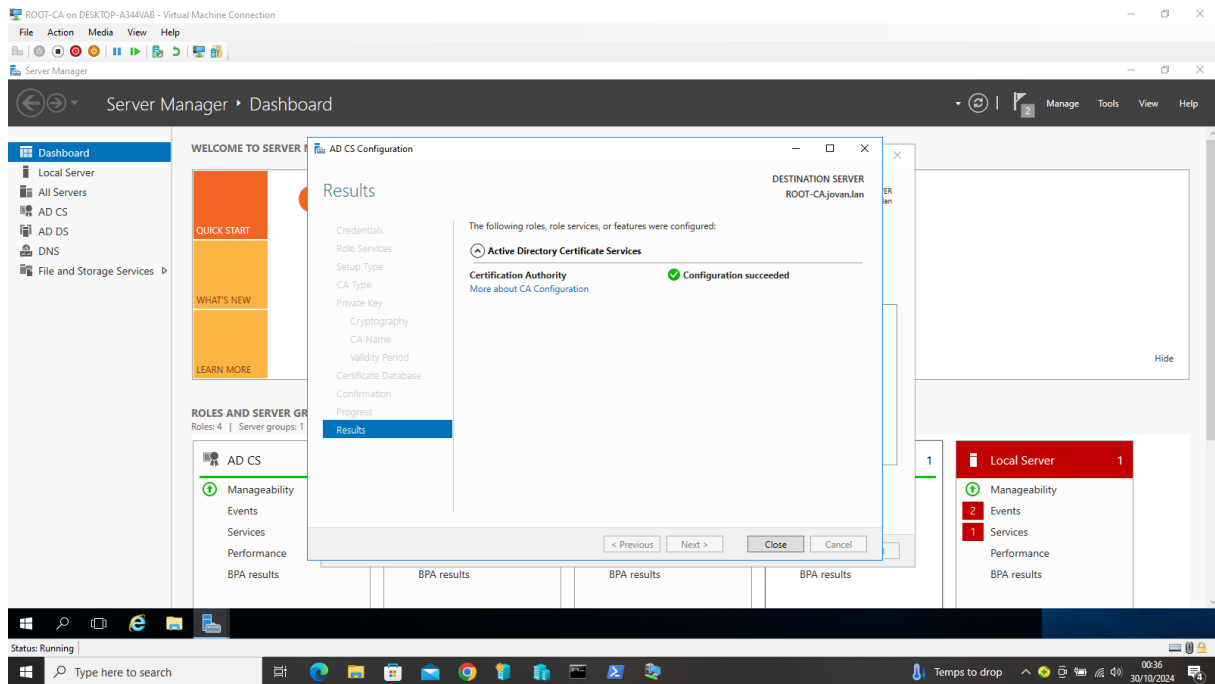 ROOT-CA on DESKTOP-A344VAB - Virtual Machine Connection
File Action Media View Help
Server Manager
Server Manager • Dashboard
2
Manage Tools View Help
Dashboard
Local Server
All Servers
AD CS
AD DS
DNS
File and Storage Services
WELCOME TO SERVER
QUICK START
WHAT'S NEW
LEARN MORE
Hide
AD CS Configuration
Results
DESTINATION SERVER
ROOT-CA.jovan.lan
Credentials
Role Services
Setup Type
CA Type
Private Key
Cryptography
CA Name
Validity Period
Certificate Database
Confirmation
Progress
Results
The following roles, role services, or features were configured:
Active Directory Certificate Services
Certification Authority
Configuration succeeded
More about CA Configuration
< Previous Next > Close Cancel
ROLES AND SERVER GR
Roles: 4 | Server groups: 1
AD CS
Manageability
Events
Services
Performance
BPA results
BPA results
BPA results
1
BPA results
Local Server 1
Manageability
2 Events
1 Services
Performance
BPA results
Status: Running
Type here to search
Temps to drop
00:36
30/10/2024
4